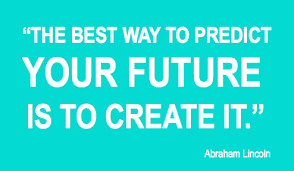 “THE BEST WAY TO PREDICT
YOUR FUTURE
IS TO CREATE IT.”
Abraham Lincoln